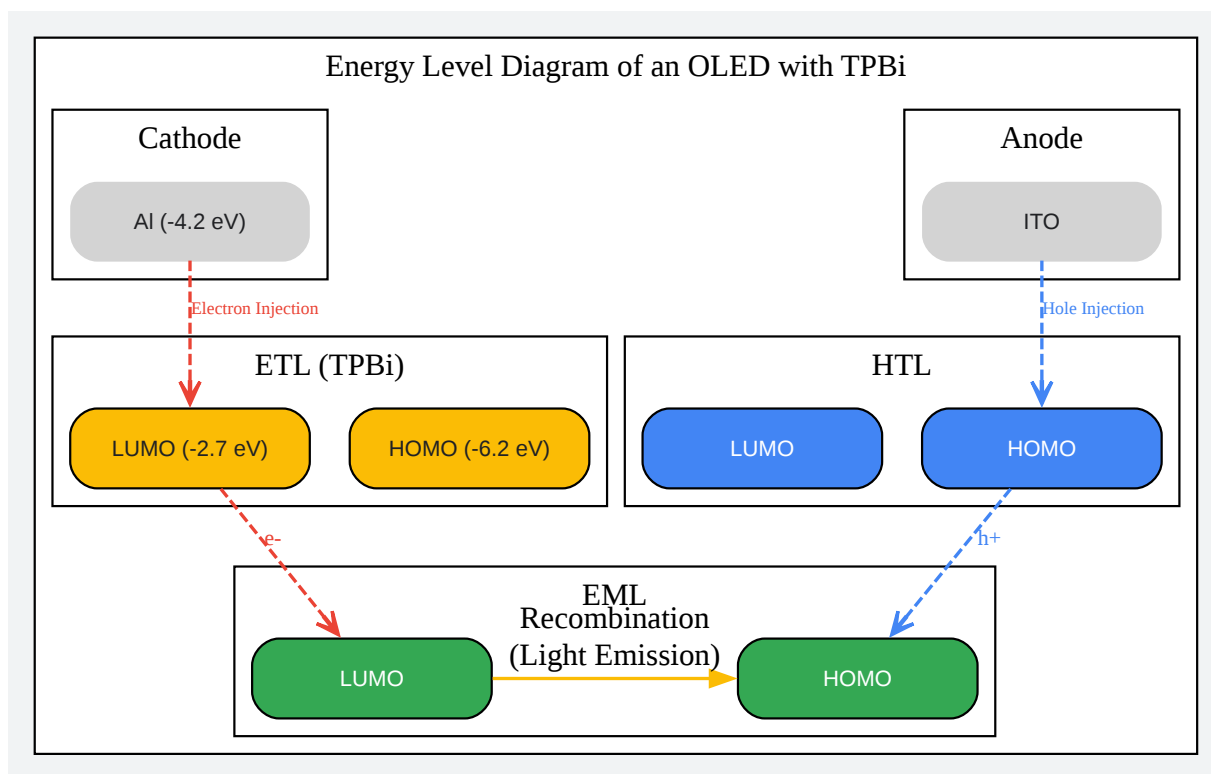 Energy Level Diagram of an OLED with TPBi
Cathode
Anode
Al (-4.2 eV)
ITO
Electron Injection
Hole Injection
ETL (TPBi)
HTL
LUMO (-2.7 eV)
HOMO (-6.2 eV)
LUMO
HOMO
e-
h+
EML
Recombination
(Light Emission)
LUMO
HOMO